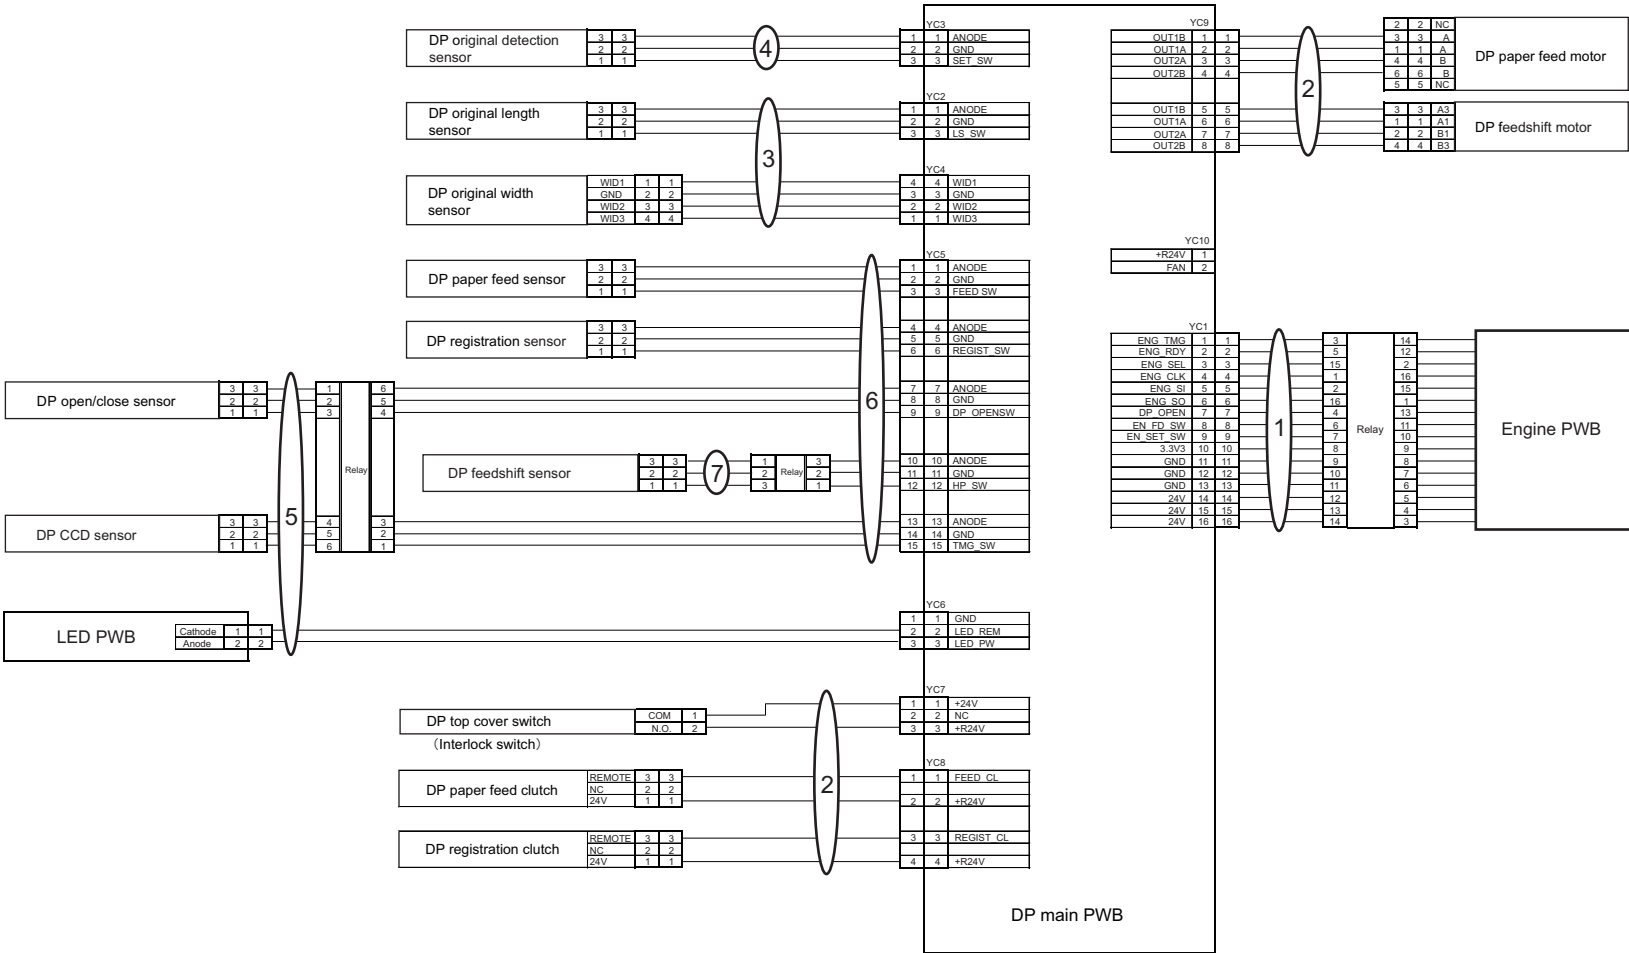 YC3
DP original detection
sensor
3 3
2 2
1 1
4
1 1 ANODE
2 2 GND
3 3 SET_SW
YC2
DP original length
sensor
3 3
2 2
1 1
1 1 ANODE
2 2 GND
3 3 LS_SW
3
YC4
DP original width
sensor
WID1 1 1
GND 2 2
WID2 3 3
WID3 4 4
4 4 WID1
3 3 GND
2 2 WID2
1 1 WID3
YC5
DP paper feed sensor
3 3
2 2
1 1
1 1 ANODE
2 2 GND
3 3 FEED SW
DP registration sensor
3 3
2 2
1 1
4 4 ANODE
5 5 GND
6 6 REGIST_SW
DP open/close sensor
3 3
2 2
1 1
1 6
2 5
3 4
6
7 7 ANODE
8 8 GND
9 9 DP_OPENSW
Relay
DP feedshift sensor
3 3
2 2
1 1
7
1 3
2 Relay 2
3 1
10 10 ANODE
11 11 GND
12 12 HP_SW
5
DP CCD sensor
3 3
2 2
1 1
4 3
5 2
6 1
13 13 ANODE
14 14 GND
15 15 TMG_SW
YC6
LED PWB
Cathode 1 1
Anode 2 2
1 1 GND
2 2 LED_REM
3 3 LED_PW
YC7
DP top cover switch
(Interlock switch)
COM 1
N.O. 2
1 1 +24V
2 2 NC
3 3 +R24V
2
YC8
DP paper feed clutch
REMOTE 3 3
NC 2 2
24V 1 1
1 1 FEED_CL
2 2 +R24V
DP registration clutch
REMOTE 3 3
NC 2 2
24V 1 1
3 3 REGIST_CL
4 4 +R24V
DP main PWB
YC9
OUT1B 1 1
OUT1A 2 2
OUT2A 3 3
OUT2B 4 4
OUT1B 5 5
OUT1A 6 6
OUT2A 7 7
OUT2B 8 8
2
2 2 NC
3 3 A
1 1 A
4 4 B
6 6 B
5 5 NC
DP paper feed motor
3 3 A3
1 1 A1
2 2 B1
4 4 B3
DP feedshift motor
YC10
+R24V 1
FAN 2
YC1
ENG_TMG 1 1
ENG_RDY 2 2
ENG_SEL 3 3
ENG_CLK 4 4
ENG_SI 5 5
ENG_SO 6 6
DP_OPEN 7 7
EN_FD_SW 8 8
EN_SET_SW 9 9
3.3V3 10 10
GND 11 11
GND 12 12
GND 13 13
24V 14 14
24V 15 15
24V 16 16
1
3 14
5 12
15 2
1 16
2 15
16 1
4 13
6 11
7 10
8 9
9 8
10 7
11 6
12 5
13 4
14 3
Relay
Engine PWB